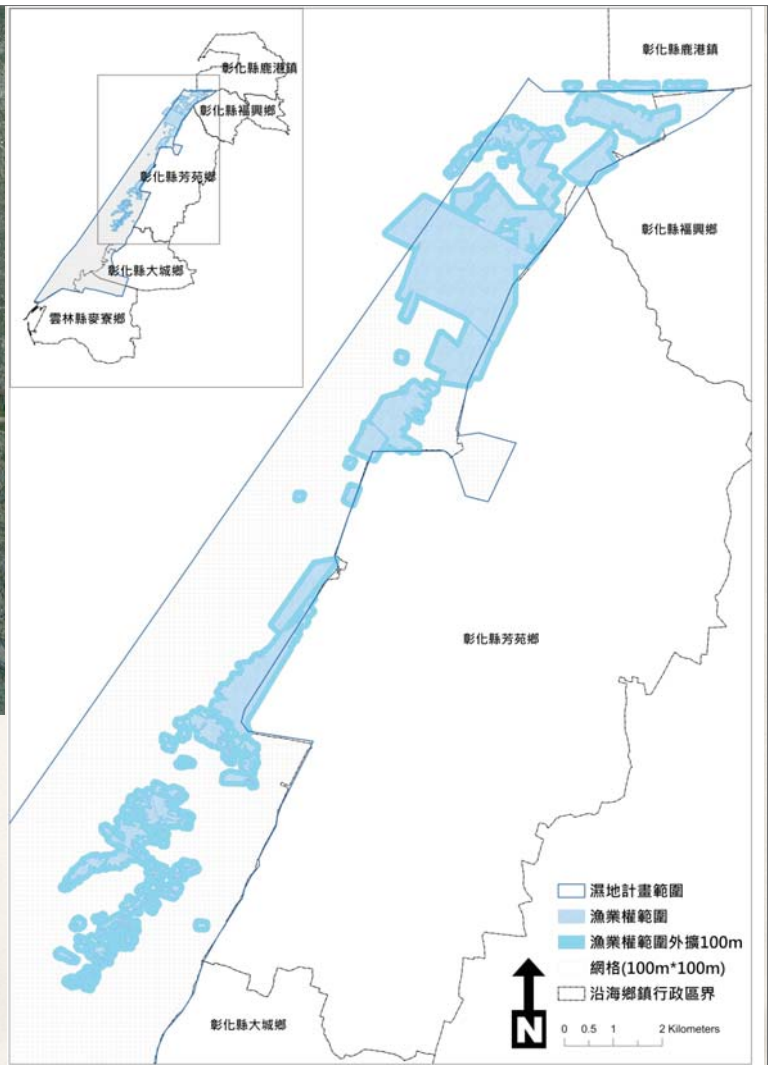 彰化縣鹿港鎮
彰化縣福興鄉
彰化縣芳苑鄉
彰化縣大城鄉
雲林縣麥寮鄉
彰化縣鹿港鎮
彰化縣福興鄉
彰化縣芳苑鄉
彰化縣大城鄉
濕地計畫範圍
漁業權範圍
漁業權範圍外擴100m
網格(100m*100m)
沿海鄉鎮行政區界
N
0 0.5 1 2 Kilometers